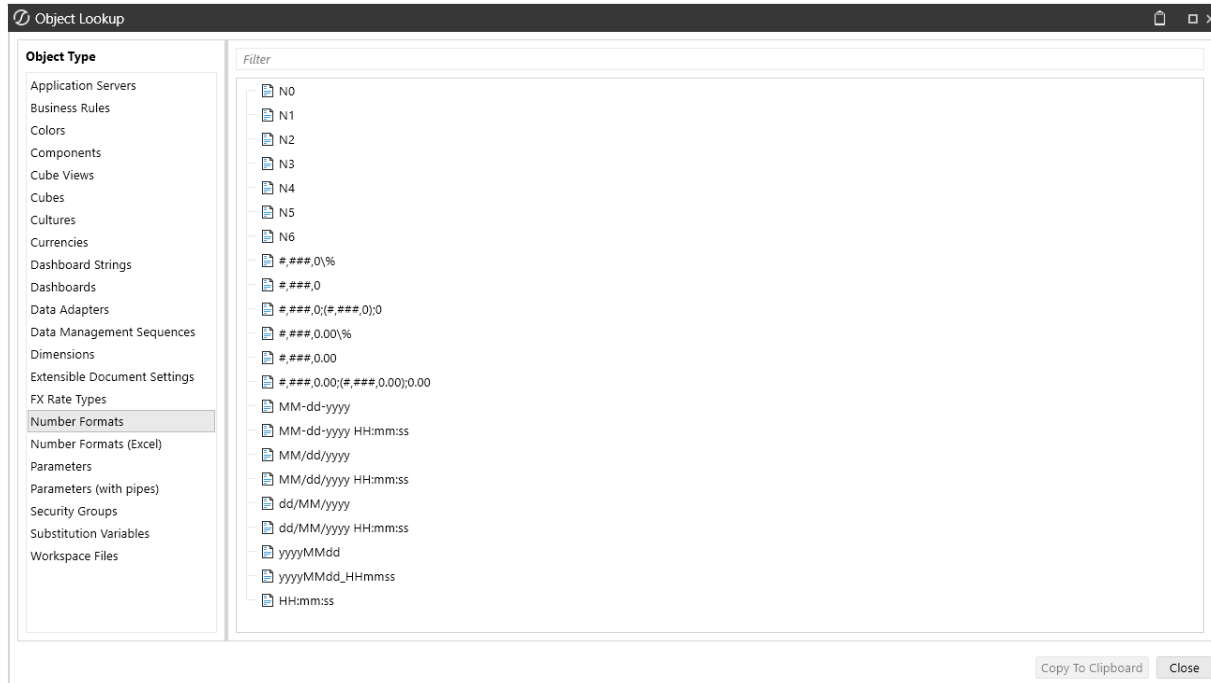 Object Lookup
Object Type
Application Servers
Business Rules
Colors
Components
Cube Views
Cubes
Cultures
Currencies
Dashboard Strings
Dashboards
Data Adapters
Data Management Sequences
Dimensions
Extensible Document Settings
FX Rate Types
Number Formats
Number Formats (Excel)
Parameters
Parameters (with pipes)
Security Groups
Substitution Variables
Workspace Files
Filter
N0
N1
N2
N3
N4
N5
N6
#,###,0\%
#,###,0
#,###,0;(#,###,0);0
#,###,0.00\%
#,###,0.00
#,###,0.00;(#,###,0.00);0.00
MM-dd-yyyy
MM-dd-yyyy HH:mm:ss
MM/dd/yyyy
MM/dd/yyyy HH:mm:ss
dd/MM/yyyy
dd/MM/yyyy HH:mm:ss
yyyyMMdd
yyyyMMdd_HHmmss
HH:mm:ss
Copy To Clipboard
Close